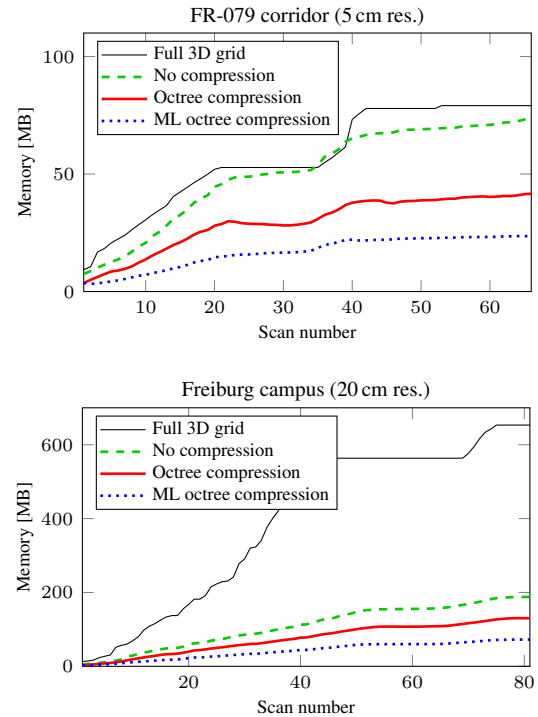 FR-079 corridor (5 cm res.)
Full 3D grid
No compression
Octree compression
ML octree compression
Memory [MB]
100
50
0
10 20 30 40 50 60
Scan number
Freiburg campus (20 cm res.)
Full 3D grid
No compression
Octree compression
ML octree compression
Memory [MB]
600
400
200
0
20 40 60 80
Scan number